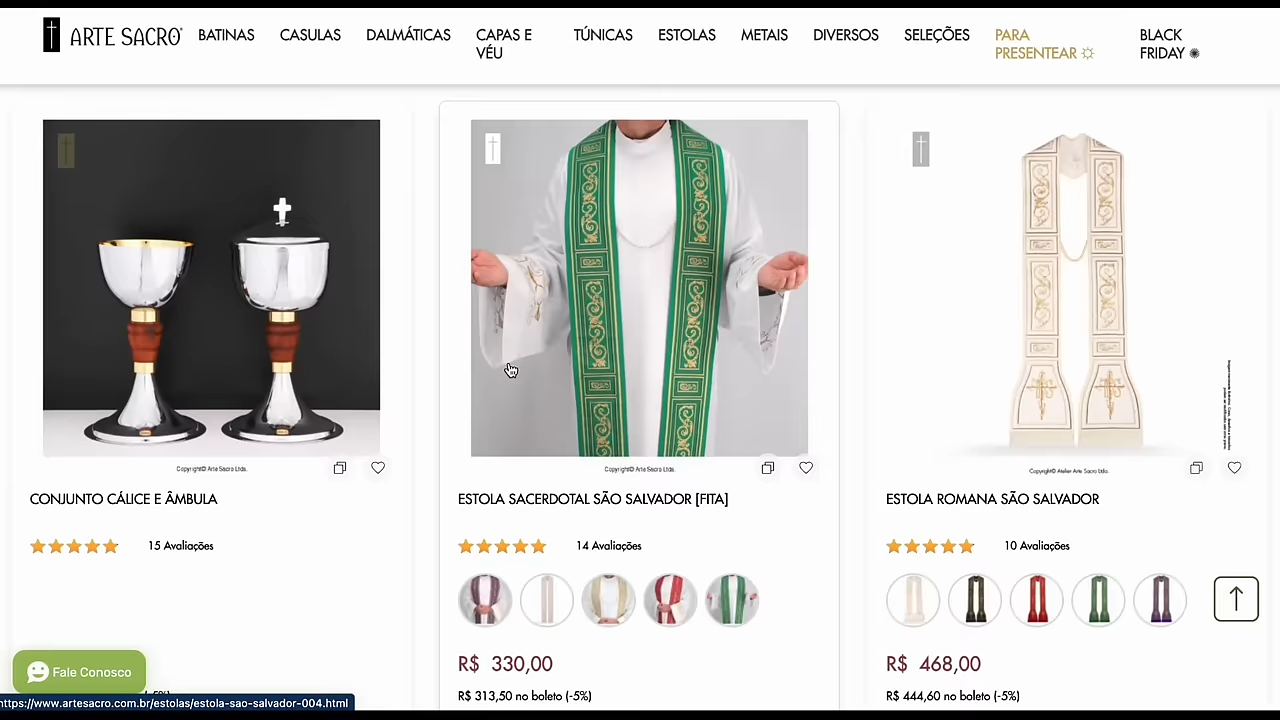 ARTE SACRO
BATINAS
CASULAS
DALMÁTICAS
CAPAS E
VÉU
TÚNICAS
ESTOLAS
METAIS
DIVERSOS
SELEÇÕES
PARA
PRESENTEAR
BLACK
FRIDAY
Copyright© Arte Sacro Ltda.
CONJUNTO CÁLICE E ÂMBULA
15 Avaliações
Copyright© Arte Sacro Ltda.
ESTOLA SACERDOTAL SÃO SALVADOR [FITA]
14 Avaliações
R$ 330,00
R$ 313,50 no boleto (-5%)
Copyright© Atelier Arte Sacro Ltda.
ESTOLA ROMANA SÃO SALVADOR
10 Avaliações
R$ 468,00
R$ 444,60 no boleto (-5%)
Fale Conosco
(-5%)
https://www.artesacro.com.br/estolas/estola-sao-salvador-004.html